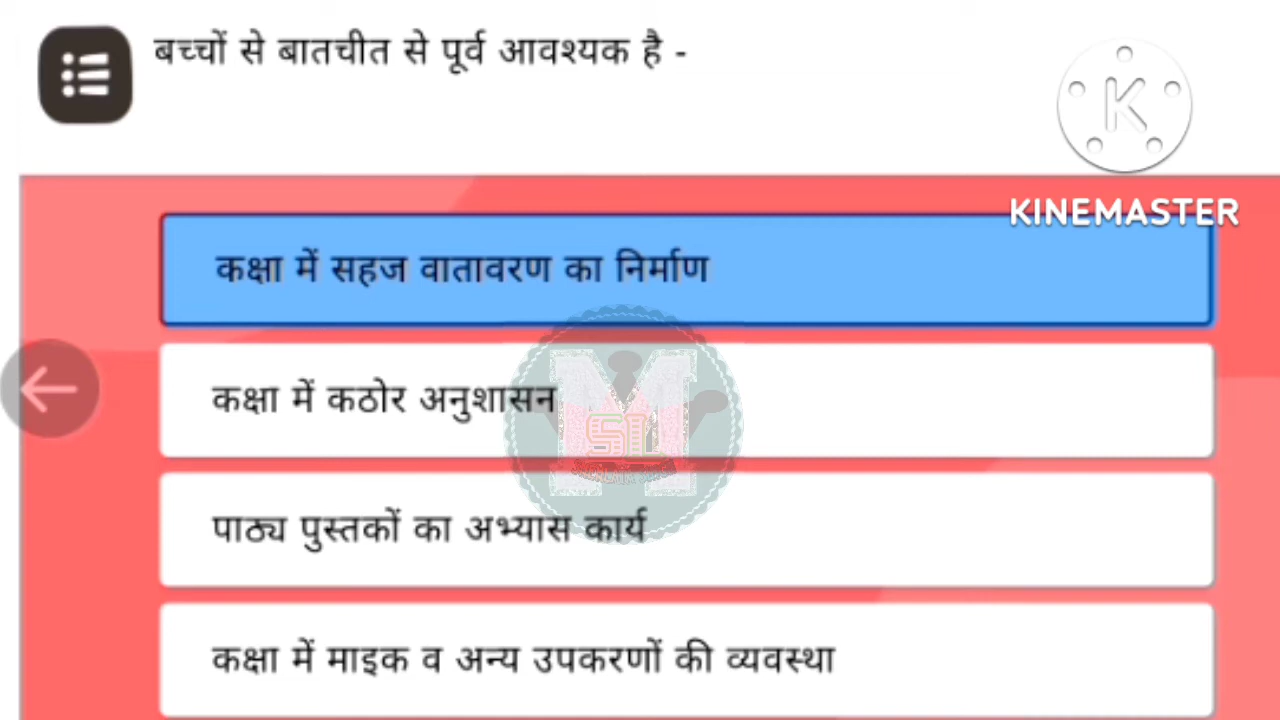 बच्चों से बातचीत से पूर्व आवश्यक है -
K
KINEMASTER
कक्षा में सहज वातावरण का निर्माण
कक्षा में कठोर अनुशासन
M
SL
पाठ्य पुस्तकों का अभ्यास कार्य
कक्षा में माइक व अन्य उपकरणों की व्यवस्था